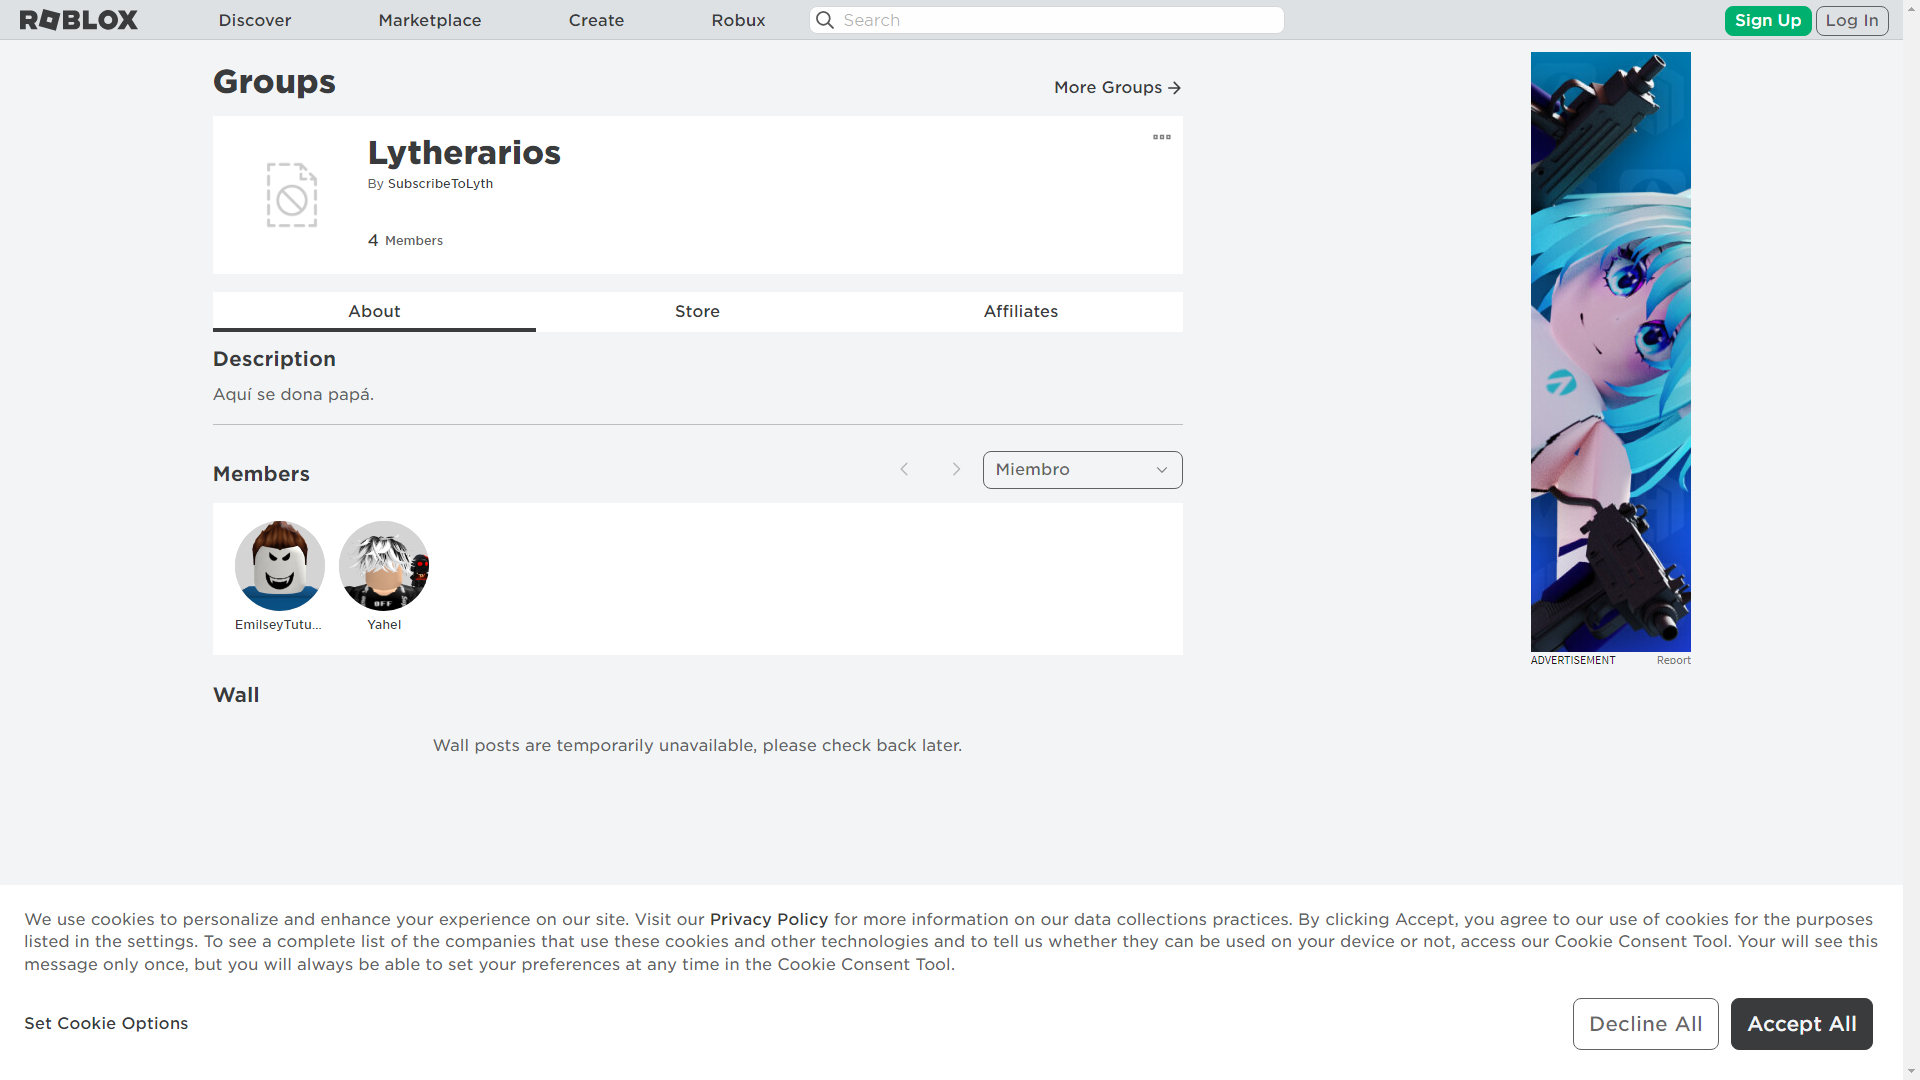 ROBLOX
Discover
Marketplace
Create
Robux
Search
Sign Up
Log In
Groups
More Groups
Lytherarios
By SubscribeToLyth
4 Members
About
Store
Affiliates
Description
Aquí se dona papá.
Members
Miembro
EmilseyTutu...
Yahel
OFF
Wall
Wall posts are temporarily unavailable, please check back later.
ADVERTISEMENT
Report
We use cookies to personalize and enhance your experience on our site. Visit our Privacy Policy for more information on our data collections practices. By clicking Accept, you agree to our use of cookies for the purposes
listed in the settings. To see a complete list of the companies that use these cookies and other technologies and to tell us whether they can be used on your device or not, access our Cookie Consent Tool. Your will see this
message only once, but you will always be able to set your preferences at any time in the Cookie Consent Tool.
Set Cookie Options
Decline All
Accept All